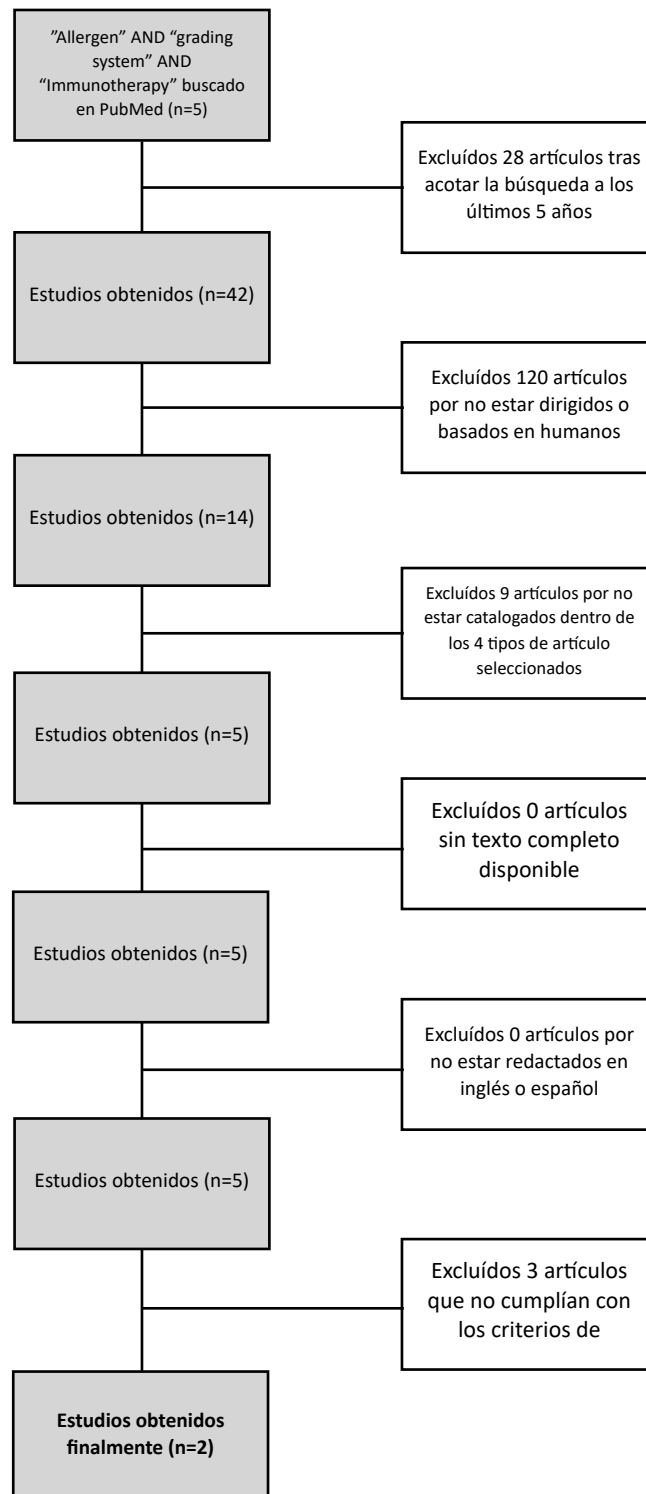 ”Allergen” AND “grading
system” AND
“Immunotherapy” buscado
en PubMed (n=5)
Excluídos 28 artículos tras
acotar la búsqueda a los
últimos 5 años
Estudios obtenidos (n=42)
Excluídos 120 artículos
por no estar dirigidos o
basados en humanos
Estudios obtenidos (n=14)
Excluídos 9 artículos por no
estar catalogados dentro de
los 4 tipos de artículo
seleccionados
Estudios obtenidos (n=5)
Excluídos 0 artículos
sin texto completo
disponible
Estudios obtenidos (n=5)
Excluídos 0 artículos por
no estar redactados en
inglés o español
Estudios obtenidos (n=5)
Excluídos 3 artículos
que no cumplían con
los criterios de
Estudios obtenidos
finalmente (n=2)